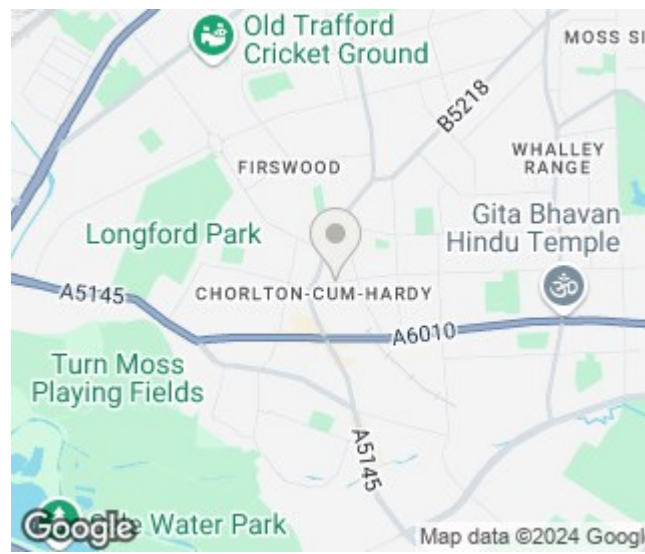 Old Trafford
Cricket Ground
MOSS SI
B5218
WHALLEY
RANGE
FIRSWOOD
Gita Bhavan
Hindu Temple
Longford Park
A5145
CHORLTON-CUM-HARDY
A6010
Turn Moss
Playing Fields
A5145
Water Park
Google
Map data ©2024 Googl